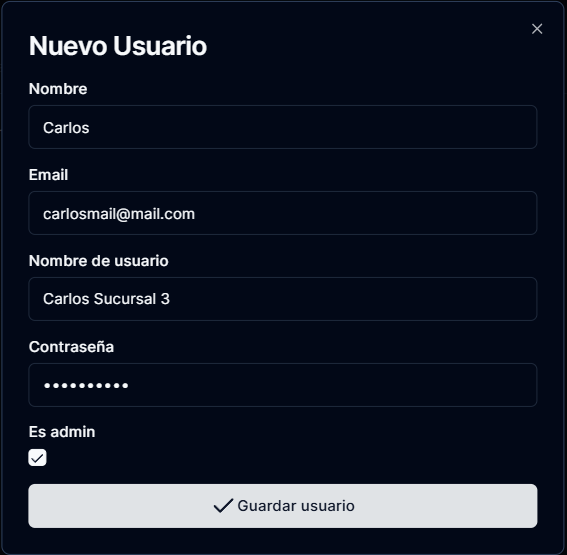 Nuevo Usuario
Nombre
Carlos
Email
carlosmail@mail.com
Nombre de usuario
Carlos Sucursal 3
Contraseña
••••••••••
Es admin
Guardar usuario